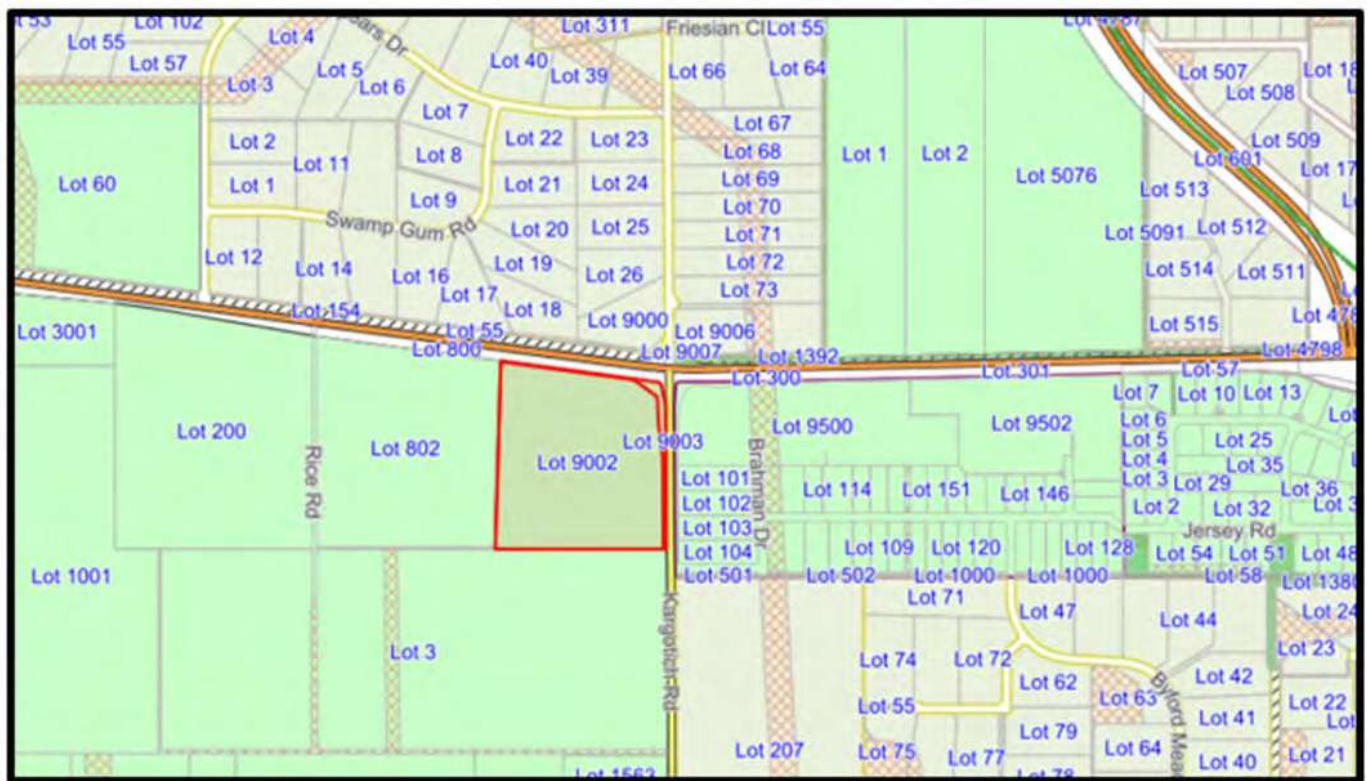 Lot 53
Lot 102
Lot 55
Lot 57
Lot 4
Lot 5
Lot 6
Lot 3
Lot 311
Lot 40
Lot 39
Friesian Cl
Lot 55
Lot 66
Lot 64
Lot 507
Lot 508
Lot 509
Lot 7
Lot 22
Lot 23
Lot 67
Lot 2
Lot 11
Lot 8
Lot 68
Lot 1
Lot 2
Lot 691
Lot 60
Lot 1
Lot 9
Lot 21
Lot 24
Lot 69
Lot 5076
Lot 513
Lot 70
Swamp Gum Rd
Lot 20
Lot 25
Lot 71
Lot 5091
Lot 512
Lot 12
Lot 14
Lot 16
Lot 19
Lot 26
Lot 72
Lot 514
Lot 511
Lot 17
Lot 18
Lot 73
Lot 154
Lot 9000
Lot 9006
Lot 515
Lot 3001
Lot 55
Lot 800
Lot 9007
Lot 1392
Lot 4798
Lot 300
Lot 301
Lot 57
Lot 7
Lot 10
Lot 13
Lot 200
Lot 802
Lot 9003
Lot 9500
Lot 9502
Lot 6
Lot 5
Lot 25
Rice Rd
Lot 9002
Brahman Dr
Lot 4
Lot 35
Lot 101
Lot 114
Lot 151
Lot 146
Lot 3
Lot 29
Lot 36
Lot 102
Lot 2
Lot 32
Lot 103
Jersey Rd
Lot 104
Lot 109
Lot 120
Lot 128
Lot 54
Lot 51
Lot 48
Lot 1001
Lot 501
Lot 502
Lot 1000
Lot 1000
Lot 58
Lot 1380
Kargotich Rd
Lot 71
Lot 47
Lot 44
Lot 24
Lot 3
Lot 74
Lot 72
Lot 23
Lot 62
Lot 63
Lot 42
Lot 55
Lot 22
Lot 79
Lot 41
Lot 207
Lot 75
Lot 77
Lot 64
Lot 40
Lot 21
Lot 78
Lot 1563